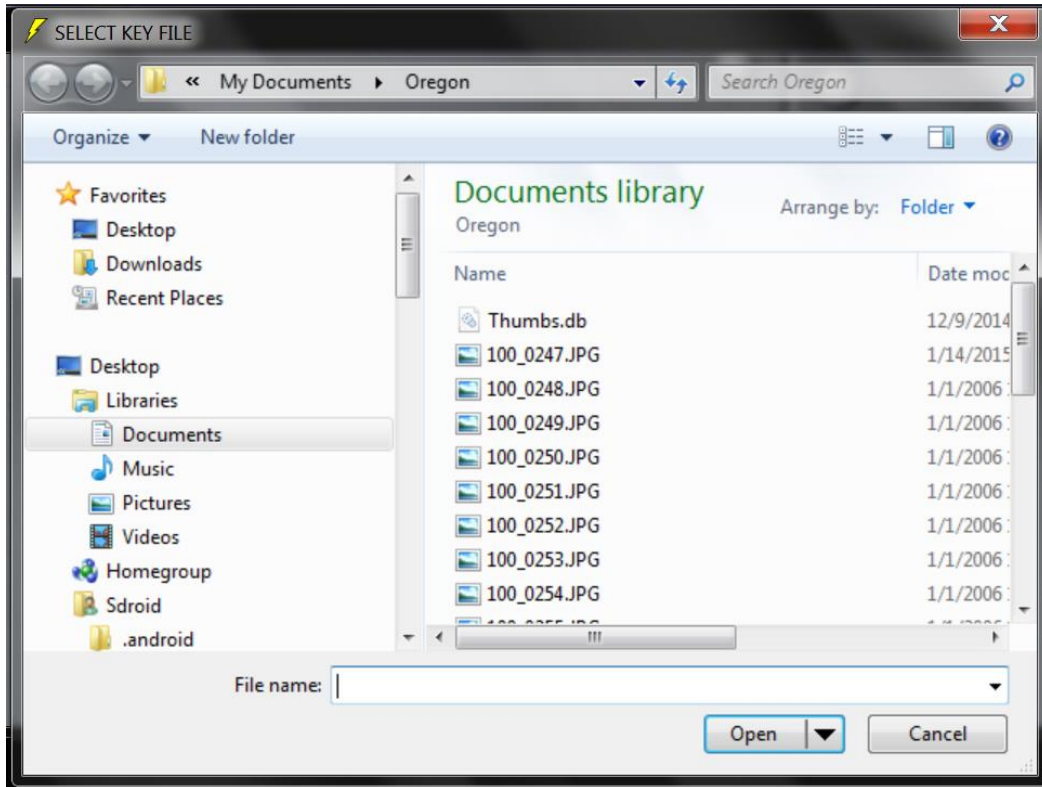 SELECT KEY FILE
X
« My Documents Oregon Search Oregon
Organize New folder
Favorites
Desktop
Downloads
Recent Places
Desktop
Libraries
Documents
Music
Pictures
Videos
Homegroup
Sdroid
.android
Documents library
Oregon
Arrange by: Folder
Name Date mod
Thumbs.db 12/9/2014
100_0247.JPG 1/14/2015
100_0248.JPG 1/1/2006
100_0249.JPG 1/1/2006
100_0250.JPG 1/1/2006
100_0251.JPG 1/1/2006
100_0252.JPG 1/1/2006
100_0253.JPG 1/1/2006
100_0254.JPG 1/1/2006
File name:
Open Cancel